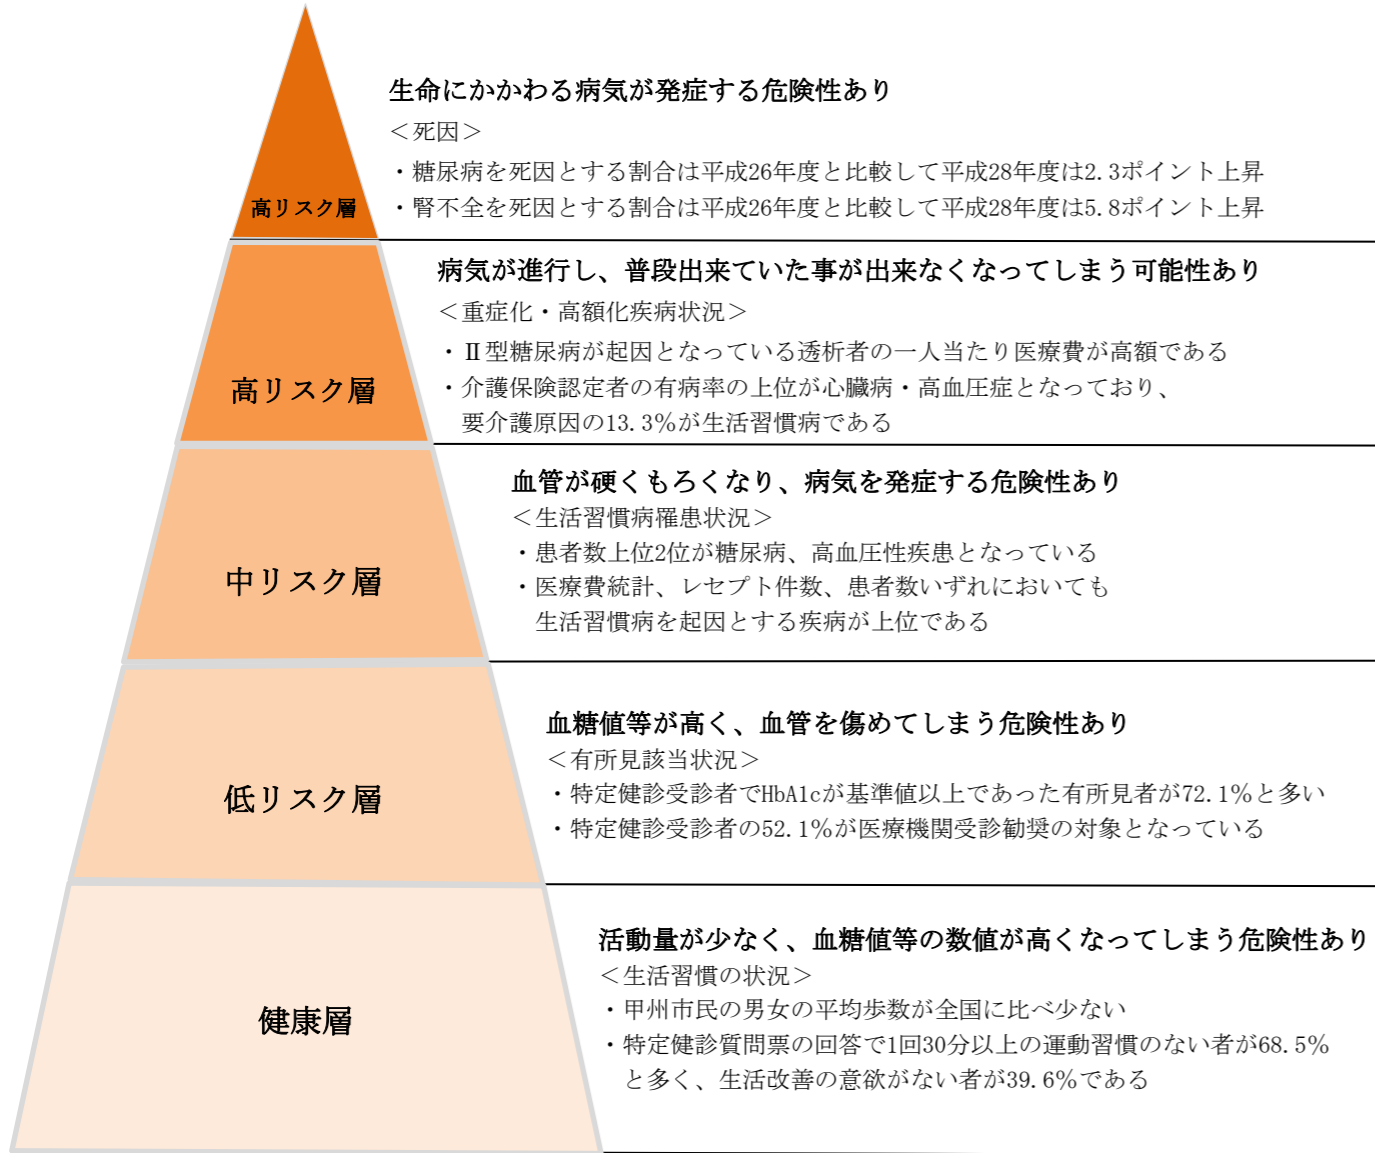 生命にかかわる病気が発症する危険性あり
＜死因＞
・糖尿病を死因とする割合は平成26年度と比較して平成28年度は2.3ポイント上昇
高リスク層
・腎不全を死因とする割合は平成26年度と比較して平成28年度は5.8ポイント上昇
病気が進行し、普段出来ていた事が出来なくなってしまう可能性あり
＜重症化・高額化疾病状況＞
・Ⅱ型糖尿病が起因となっている透析者の一人当たり医療費が高額である
高リスク層
・介護保険認定者の有病率の上位が心臓病・高血圧症となっており、
要介護原因の13.3％が生活習慣病である
血管が硬くもろくなり、病気を発症する危険性あり
＜生活習慣病罹患状況＞
・患者数上位2位が糖尿病、高血圧性疾患となっている
中リスク層
・医療費統計、レセプト件数、患者数いずれにおいても
生活習慣病を起因とする疾病が上位である
血糖値等が高く、血管を傷めてしまう危険性あり
＜有所見該当状況＞
低リスク層
・特定健診受診者でHbA1cが基準値以上であった有所見者が72.1％と多い
・特定健診受診者の52.1％が医療機関受診勧奨の対象となっている
活動量が少なく、血糖値等の数値が高くなってしまう危険性あり
＜生活習慣の状況＞
健康層
・甲州市民の男女の平均歩数が全国に比べ少ない
・特定健診質問票の回答で1回30分以上の運動習慣のない者が68.5％
と多く、生活改善の意欲がない者が39.6％である